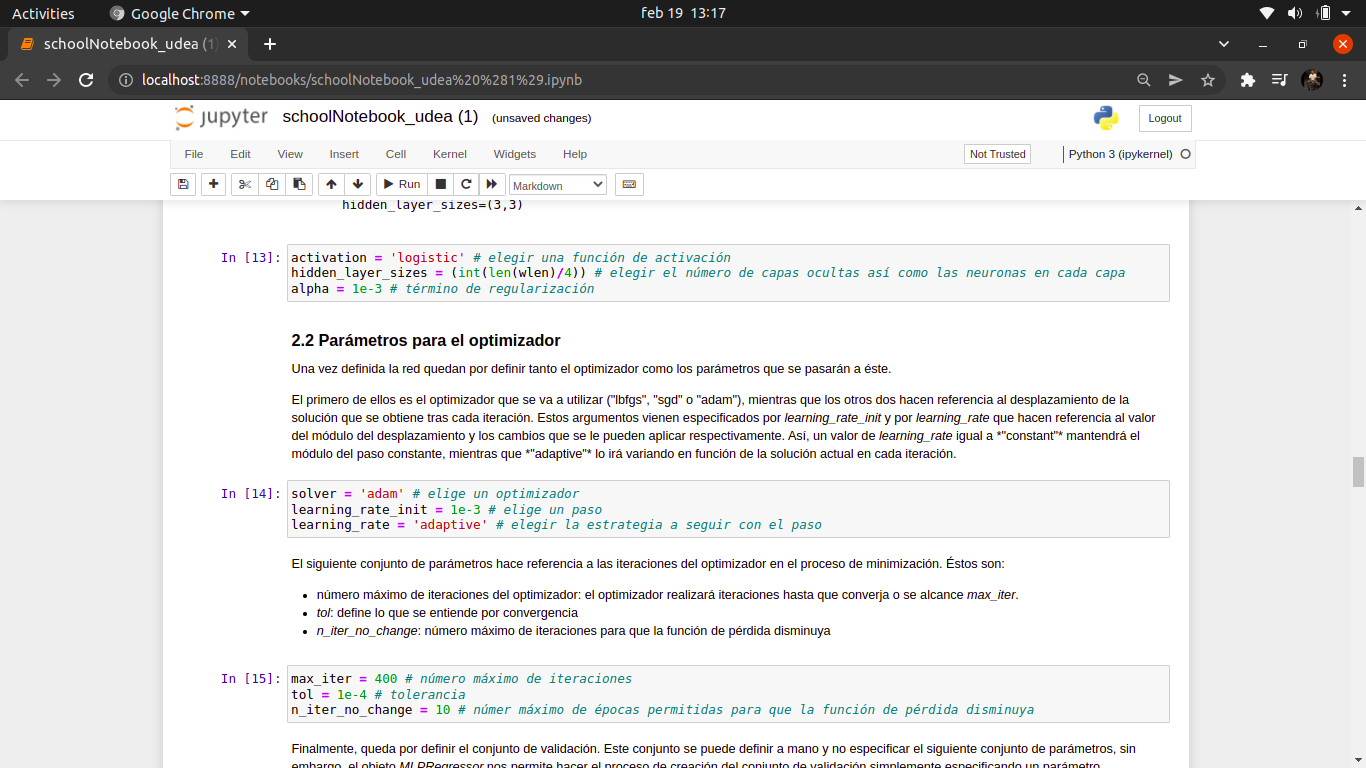 Activities
Google Chrome
feb 19 13:17
schoolNotebook_udea (1)
localhost:8888/notebooks/schoolNotebook_udea%20%281%29.ipynb
jupyter
schoolNotebook_udea (1)
(unsaved changes)
Logout
File Edit View Insert Cell Kernel Widgets Help
Not Trusted
Python 3 (ipykernel)
Run
Markdown
hidden_layer_sizes=(3,3)
In [13]: activation = 'logistic' # elegir una función de activación
hidden_layer_sizes = (int(len(wlen)/4)) # elegir el número de capas ocultas así como las neuronas en cada capa
alpha = 1e-3 # término de regularización
2.2 Parámetros para el optimizador
Una vez definida la red quedan por definir tanto el optimizador como los parámetros que se pasarán a éste.
El primero de ellos es el optimizador que se va a utilizar ("lbfgs", "sgd" o "adam"), mientras que los otros dos hacen referencia al desplazamiento de la
solución que se obtiene tras cada iteración. Estos argumentos vienen especificados por learning_rate_init y por learning_rate que hacen referencia al valor
del módulo del desplazamiento y los cambios que se le pueden aplicar respectivamente. Así, un valor de learning_rate igual a *"constant"* mantendrá el
módulo del paso constante, mientras que *"adaptive"* lo irá variando en función de la solución actual en cada iteración.
In [14]: solver = 'adam' # elige un optimizador
learning_rate_init = 1e-3 # elige un paso
learning_rate = 'adaptive' # elegir la estrategia a seguir con el paso
El siguiente conjunto de parámetros hace referencia a las iteraciones del optimizador en el proceso de minimización. Éstos son:
• número máximo de iteraciones del optimizador: el optimizador realizará iteraciones hasta que converja o se alcance max_iter.
• tol: define lo que se entiende por convergencia
• n_iter_no_change: número máximo de iteraciones para que la función de pérdida disminuya
In [15]: max_iter = 400 # número máximo de iteraciones
tol = 1e-4 # tolerancia
n_iter_no_change = 10 # númer máximo de épocas permitidas para que la función de pérdida disminuya
Finalmente, queda por definir el conjunto de validación. Este conjunto se puede definir a mano y no especificar el siguiente conjunto de parámetros, sin
embargo, el objeto MLPRegressor nos permite hacer el proceso de creación del conjunto de validación simplemente especificando un parámetro